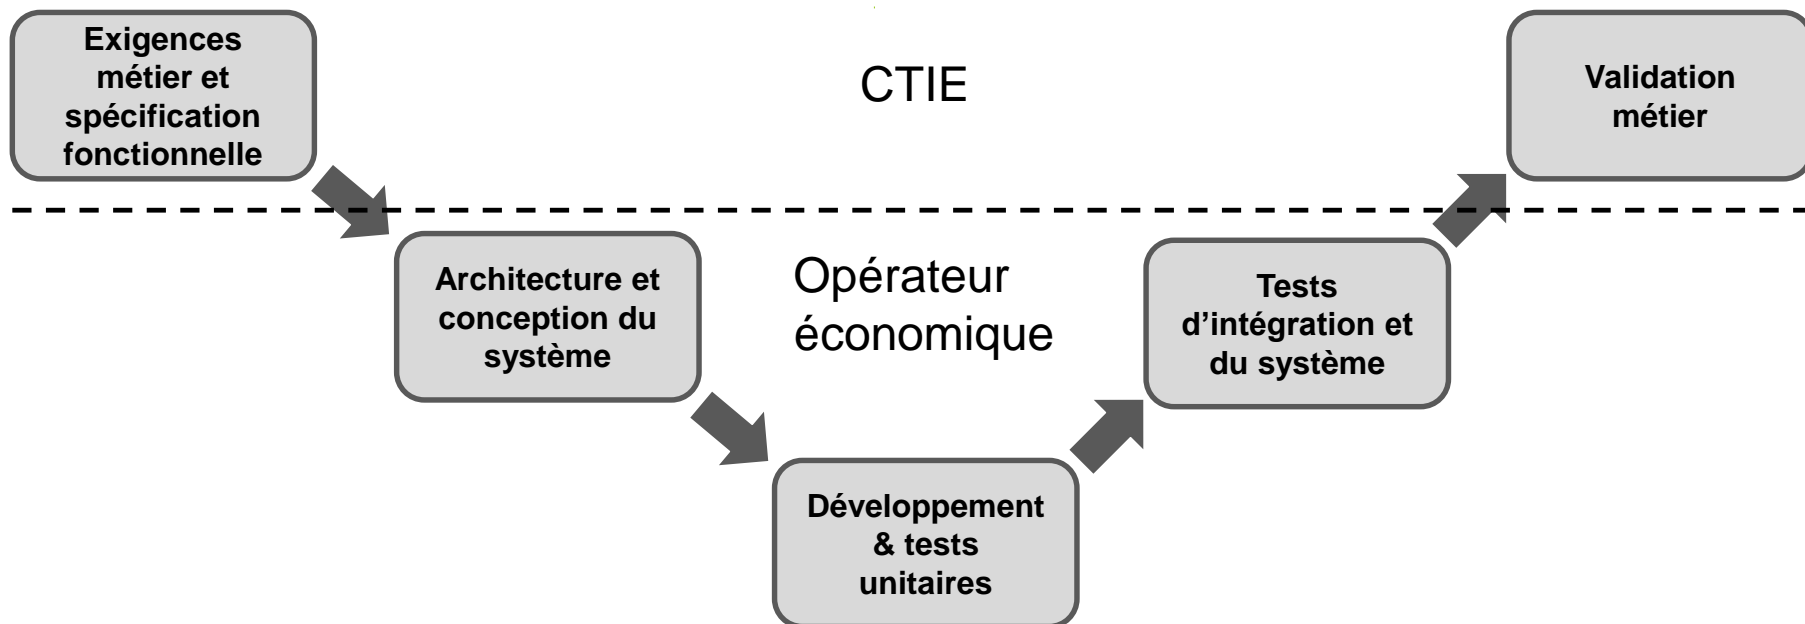 Exigences
métier et
spécification
fonctionnelle
CTIE
Validation
métier
Architecture et
conception du
système
Opérateur
économique
Tests
d’intégration et
du système
Développement
& tests
unitaires